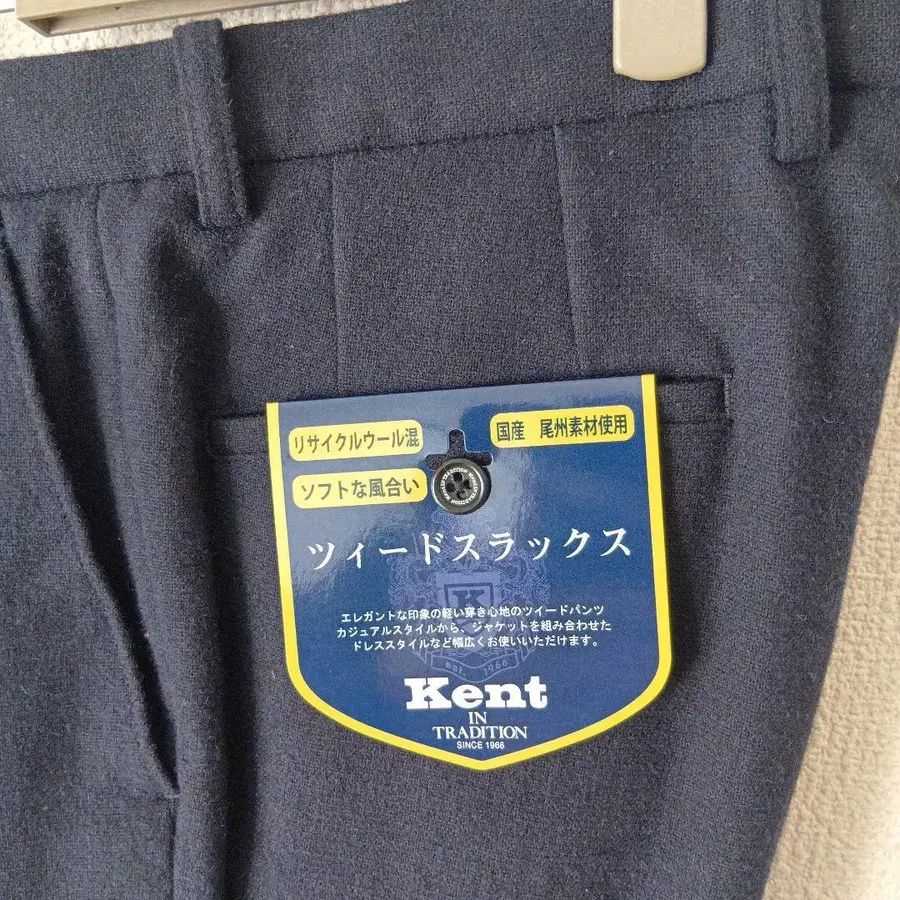 リサイクルウール混
国産 尾州素材使用
ソフトな風合い
ツィードスラックス
エレガントな印象の軽い穿き心地のツイードパンツ
カジュアルスタイルから、ジャケットを組み合わせた
ドレススタイルなど幅広くお使いいただけます。
K
est. 1966
Kent
IN
TRADITION
SINCE 1966